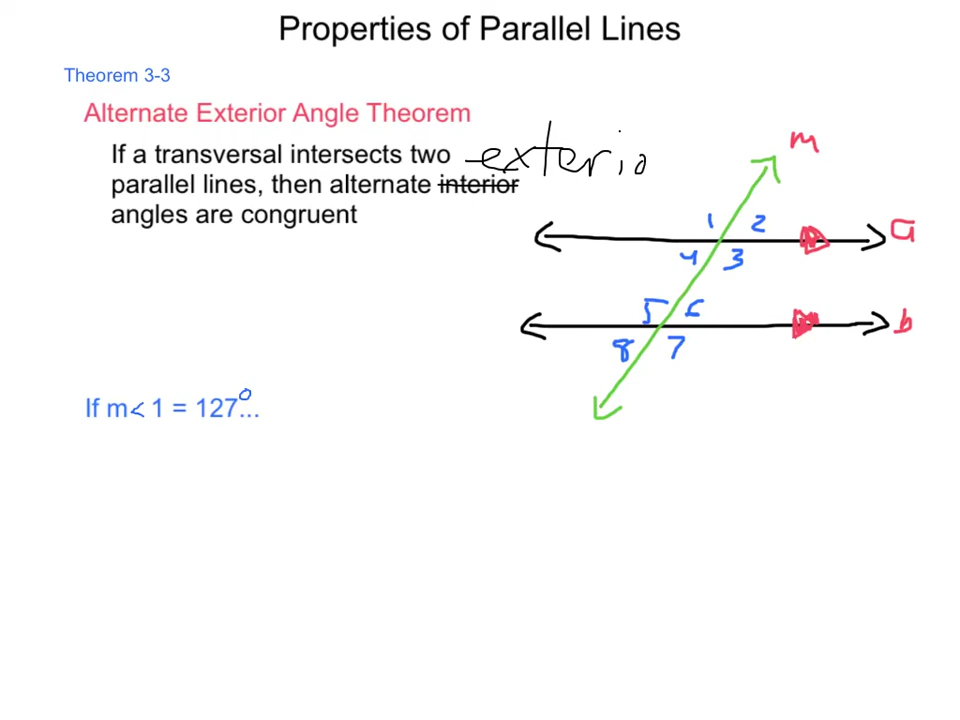 Properties of Parallel Lines
Theorem 3-3
Alternate Exterior Angle Theorem
If a transversal intersects two exterio
parallel lines, then alternate interior
angles are congruent
m
1 2
a
4 3
5 6
b
8 7
If m< 1 = 127°...